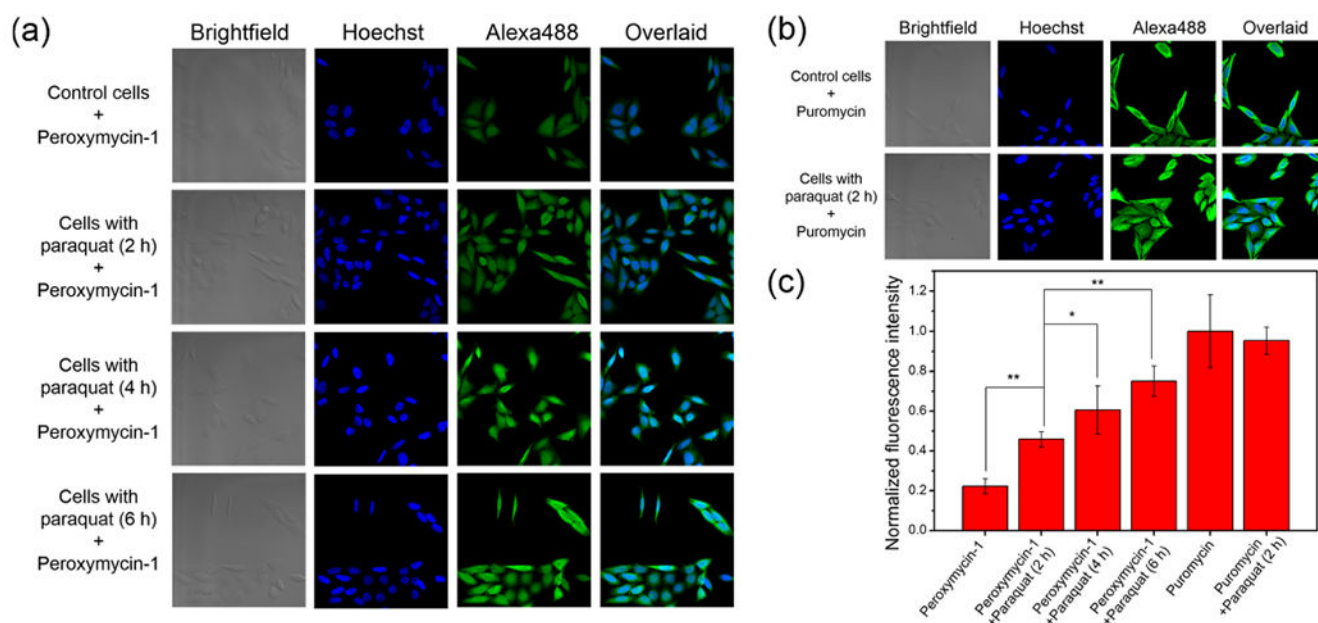 (a)
Brightfield Hoechst Alexa488 Overlaid
Control cells
+
Peroxymycin-1
Cells with
paraquat (2 h)
+
Peroxymycin-1
Cells with
paraquat (4 h)
+
Peroxymycin-1
Cells with
paraquat (6 h)
+
Peroxymycin-1
(b)
Brightfield Hoechst Alexa488 Overlaid
Control cells
+
Puromycin
Cells with
paraquat (2 h)
+
Puromycin
(c)
Normalized fluorescence intensity
1.2
1.0
0.8
0.6
0.4
0.2
0.0
**
**
*
Peroxymycin-1
Peroxymycin-1
+Paraquat (2 h)
Peroxymycin-1
+Paraquat (4 h)
Peroxymycin-1
+Paraquat (6 h)
Puromycin
Puromycin
+Paraquat (2 h)